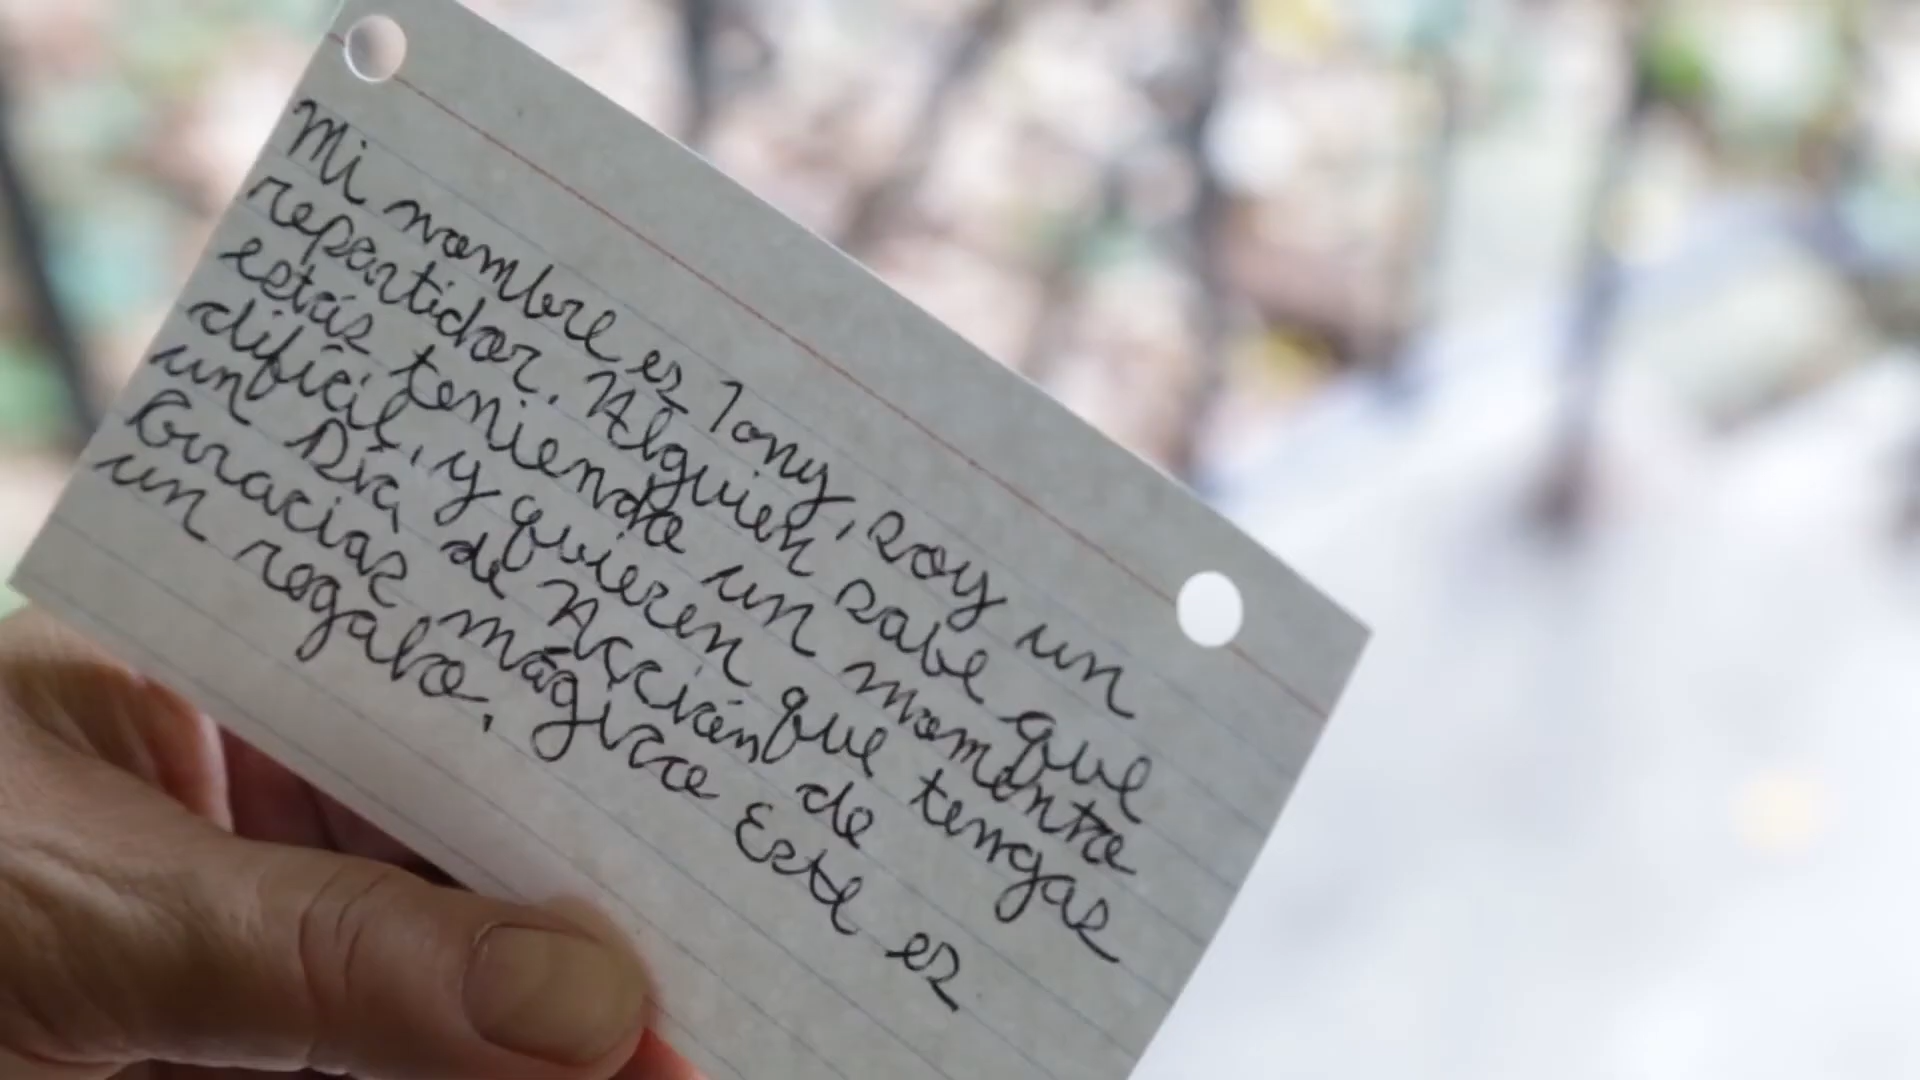 Mi nombre es Tony, soy un
repartidor. Alguien sabe que
estás teniendo un momento
difícil, y quieren que tengas
un Día de Acción de
Gracias mágico Este es
un regalo.